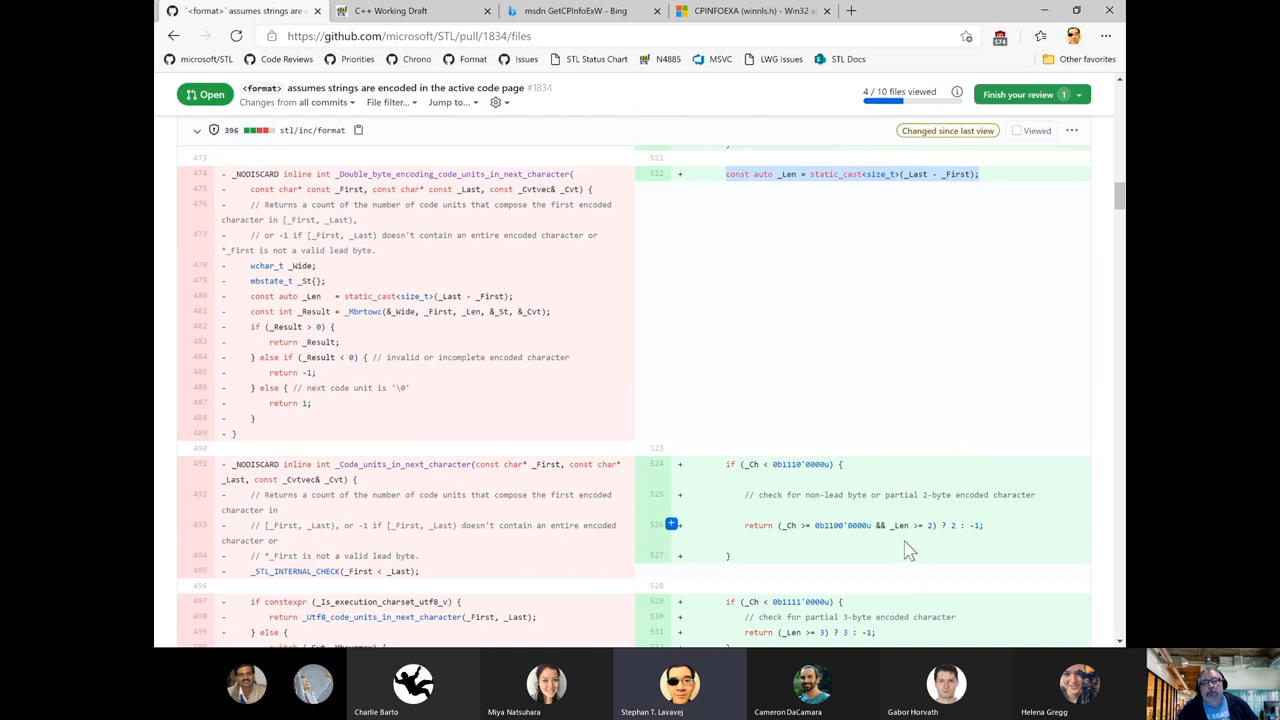 `<format>` assumes strings are en
C++ Working Draft
msdn GetCPInfoExW - Bing
CPINFOEXA (winnls.h) - Win32 a
https://github.com/microsoft/STL/pull/1834/files
574
microsoft/STL
Code Reviews
Priorities
Chrono
Format
Issues
STL Status Chart
N4885
MSVC
LWG Issues
STL Docs
Other favorites
Open
<format> assumes strings are encoded in the active code page #1834
Changes from all commits
File filter...
Jump to...
4 / 10 files viewed
Finish your review 1
396 stl/inc/format
Changed since last view
Viewed
473
521
474 - _NODISCARD inline int _Double_byte_encoding_code_units_in_next_character(
522 + const auto _Len = static_cast<size_t>(_Last - _First);
475 - const char* const _First, const char* const _Last, const _Cvtvec& _Cvt) {
476 - // Returns a count of the number of code units that compose the first encoded
character in [_First, _Last),
477 - // or -1 if [_First, _Last) doesn't contain an entire encoded character or
*_First is not a valid lead byte.
478 - wchar_t _Wide;
479 - mbstate_t _St{};
480 - const auto _Len = static_cast<size_t>(_Last - _First);
481 - const int _Result = _Mbrtowc(&_Wide, _First, _Len, &_St, &_Cvt);
482 - if (_Result > 0) {
483 - return _Result;
484 - } else if (_Result < 0) { // invalid or incomplete encoded character
485 - return -1;
486 - } else { // next code unit is '\0'
487 - return 1;
488 - }
489 - }
490
523
491 - _NODISCARD inline int _Code_units_in_next_character(const char* _First, const char*
_Last, const _Cvtvec& _Cvt) {
524 + if (_Ch < 0b1110'0000u) {
492 - // Returns a count of the number of code units that compose the first encoded
character in
525 + // check for non-lead byte or partial 2-byte encoded character
493 - // [_First, _Last), or -1 if [_First, _Last) doesn't contain an entire encoded
character or
526 + return (_Ch >= 0b1100'0000u && _Len >= 2) ? 2 : -1;
494 - // *_First is not a valid lead byte.
527 + }
495 - _STL_INTERNAL_CHECK(_First < _Last);
496
528
497 - if constexpr (_Is_execution_charset_utf8_v) {
529 + if (_Ch < 0b1111'0000u) {
498 - return _Utf8_code_units_in_next_character(_First, _Last);
530 + // check for partial 3-byte encoded character
499 - } else {
531 + return (_Len >= 3) ? 3 : -1;
Charlie Barto
Miya Natsuhara
Stephan T. Lavavej
Cameron DaCamara
Gabor Horvath
Helena Gregg